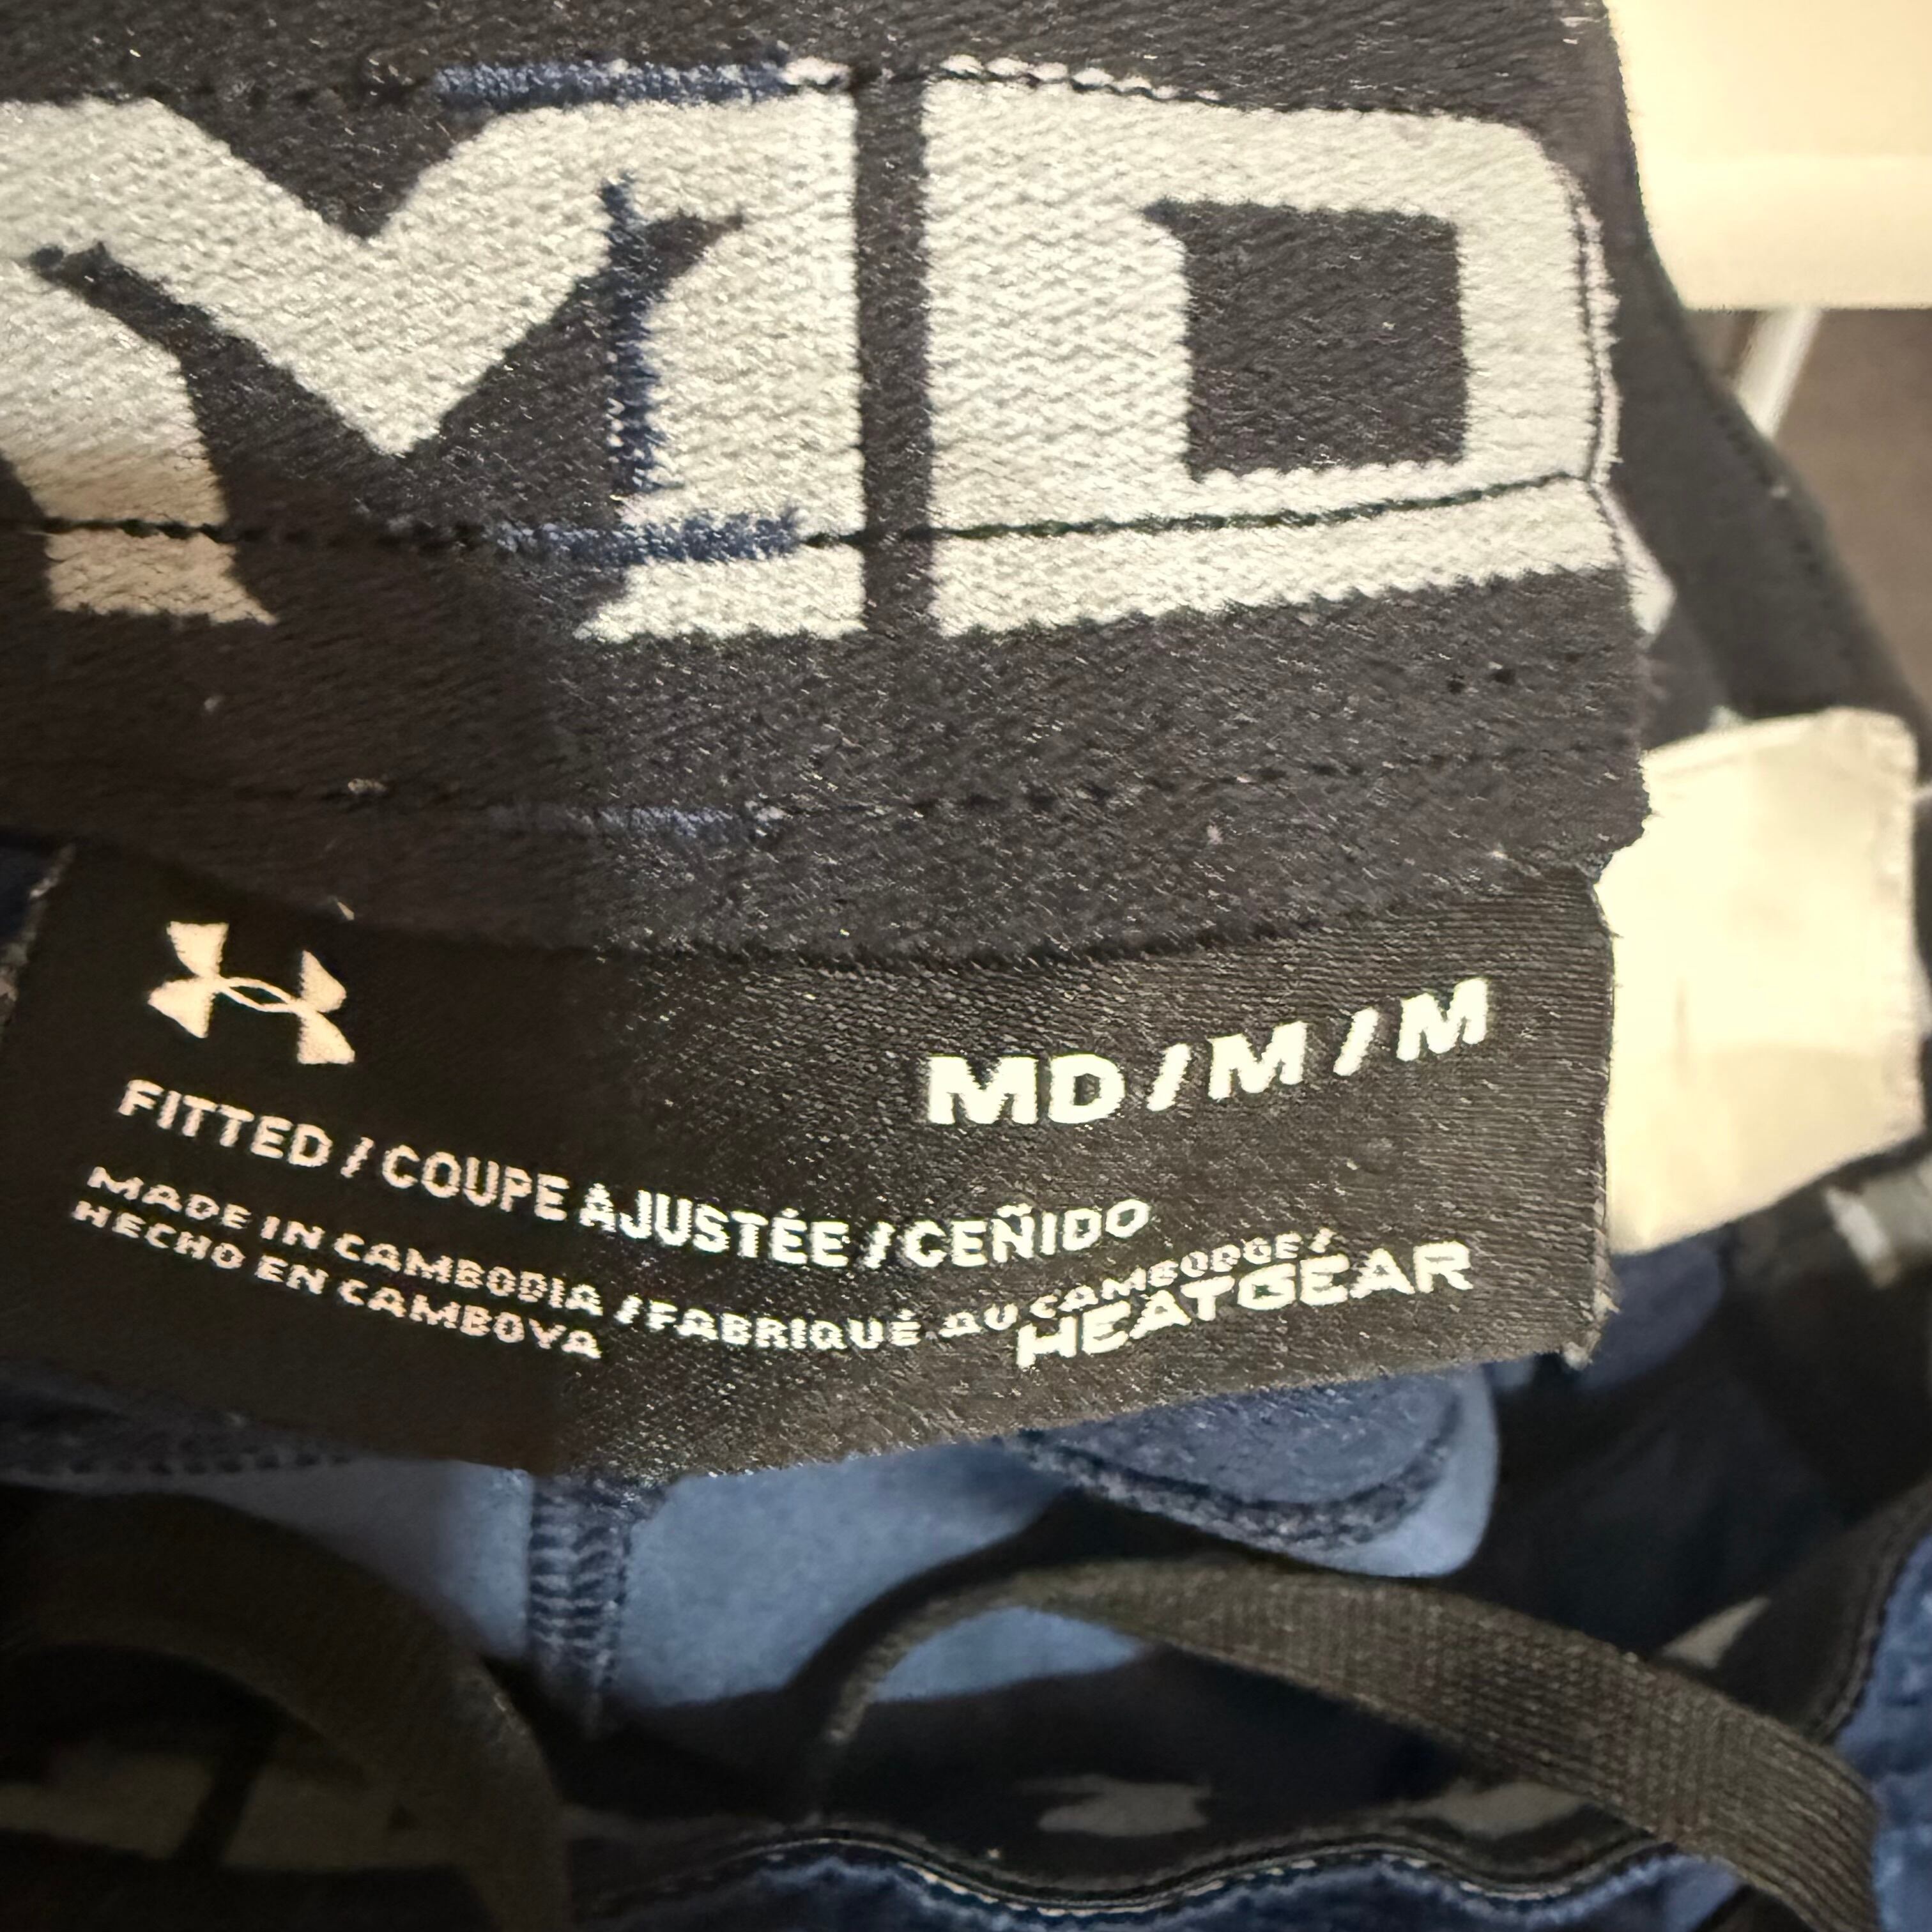 MD/M/M
FITTED / COUPE AJUSTÉE / CEÑIDO
MADE IN CAMBODIA / FABRIQUÉ AU CAMBODGE /
HECHO EN CAMBOYA
HEATGEAR